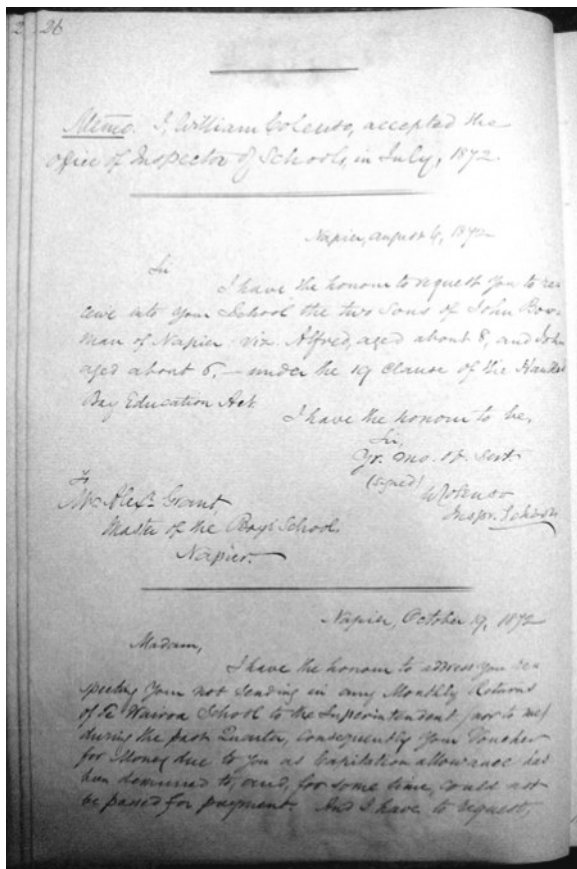 26
Memo. I, William Colenso, accepted the
office of Inspector of Schools, in July, 1872.
Napier, August 6, 1872
Sir
I have the honour to request you to re-
ceive into your School the two sons of John Bow-
man of Napier viz. Alfred, aged about 8, and John
aged about 6, — under the 19 Clause of the Hawkes
Bay Education Act.
I have the honour to be,
Sir,
Yr. mo. ob. Servt.
(signed) W Colenso
Inspr. Schools
To
Mr. Alexr. Grant,
Master of the Boys School,
Napier.
Napier, October 19, 1872
Madam,
I have the honour to address you re-
specting your not sending in any Monthly Returns
of Te Wairoa School to the Superintendent (nor to me)
during the past Quarter, consequently your Voucher
for Money due to you as Capitation allowance has
been demurred to, and, for some time, could not
be passed for payment. And I have to request,